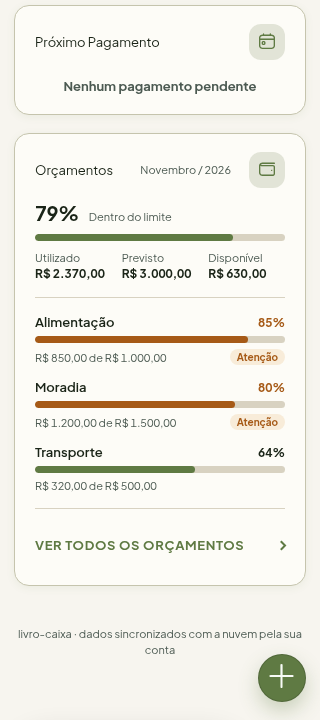 Próximo Pagamento
Nenhum pagamento pendente
Orçamentos
Novembro / 2026
79% Dentro do limite
Utilizado Previsto Disponível
R$ 2.370,00 R$ 3.000,00 R$ 630,00
Alimentação 85%
R$ 850,00 de R$ 1.000,00 Atenção
Moradia 80%
R$ 1.200,00 de R$ 1.500,00 Atenção
Transporte 64%
R$ 320,00 de R$ 500,00
VER TODOS OS ORÇAMENTOS
livro-caixa · dados sincronizados com a nuvem pela sua
conta